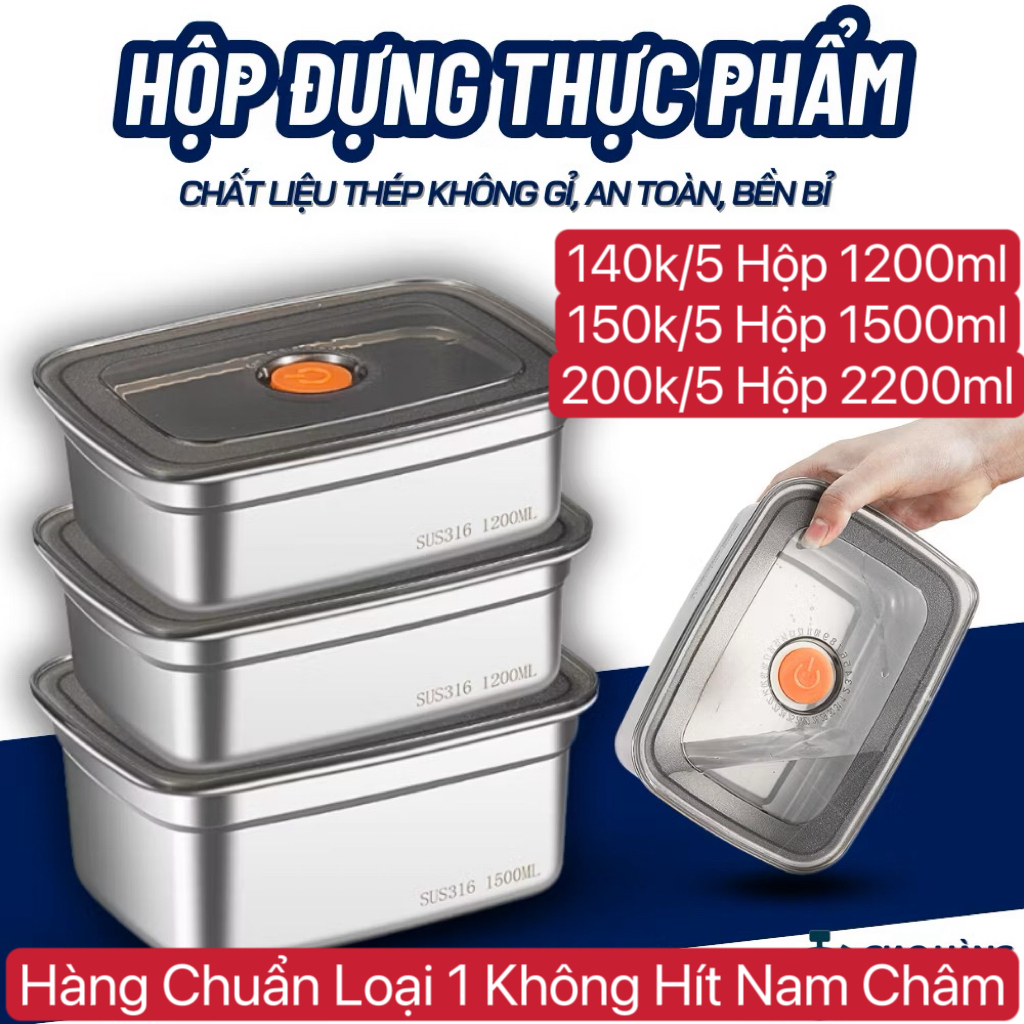 HỘP ĐỰNG THỰC PHẨM
CHẤT LIỆU THÉP KHÔNG GỈ, AN TOÀN, BỀN BỈ
140k/5 Hộp 1200ml
150k/5 Hộp 1500ml
200k/5 Hộp 2200ml
SUS316 1200ML
SUS316 1200ML
SUS316 1500ML
Hàng Chuẩn Loại 1 Không Hít Nam Châm